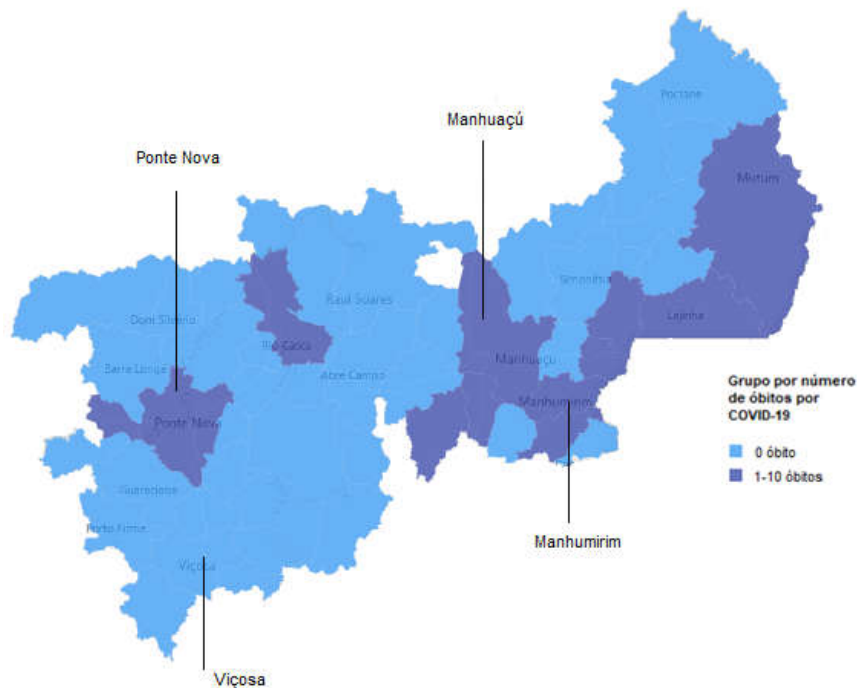 Pocrane
Manhuaçú
Ponte Nova
Mutum
Simonésia
Raul Soares
Dom Silvério
Lajinha
Rio Casca
Manhuaçu
Barra Longa
Abre Campo
Grupo por número
de óbitos por
COVID-19
Manhumirim
Ponte Nova
0 óbito
1-10 óbitos
Guaraciaba
Porto Firme
Manhumirim
Viçosa
Viçosa